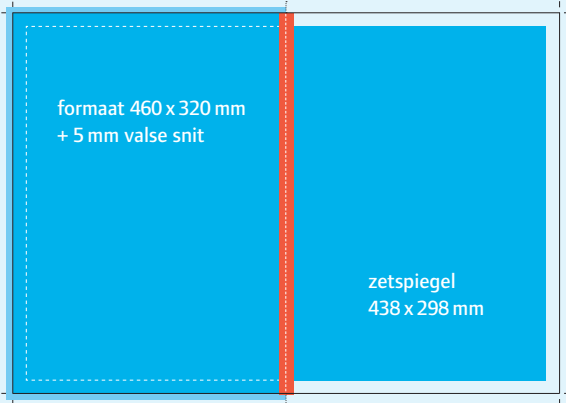 formaat 460 x 320 mm
+ 5 mm valse snit
zetspiegel
438 x 298 mm